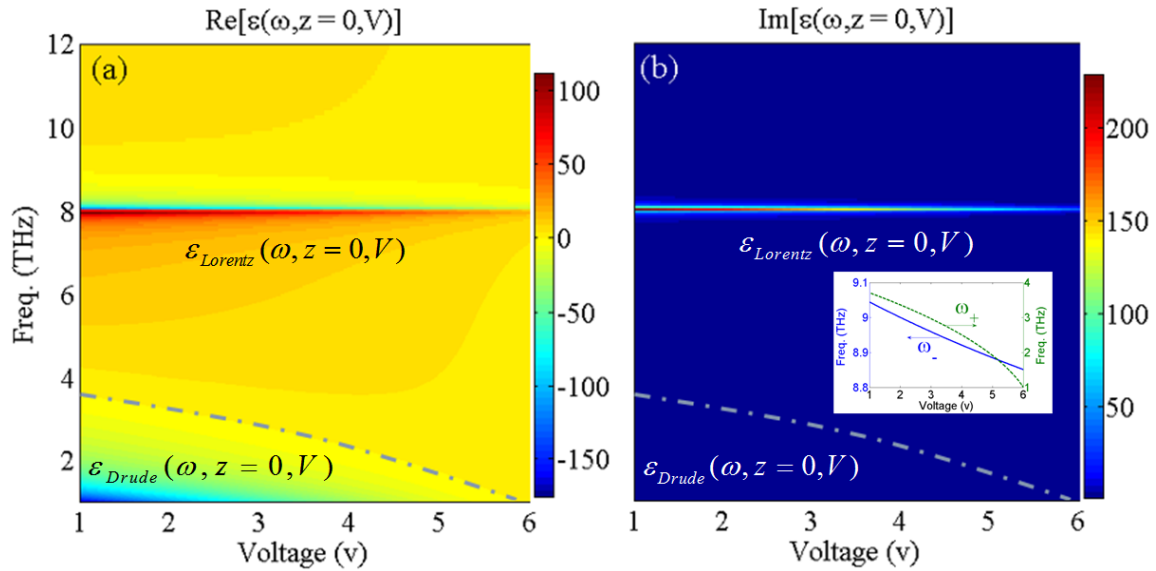 Re[ε(ω,z = 0,V)]
(a)
12
10
8
6
4
2
Freq. (THz)
1 2 3 4 5 6
Voltage (v)
ε_Lorentz (ω, z = 0, V)
ε_Drude (ω, z = 0, V)
100
50
0
-50
-100
-150
Im[ε(ω,z = 0,V)]
(b)
ε_Lorentz (ω, z = 0, V)
ε_Drude (ω, z = 0, V)
9.1
9
8.9
8.8
Freq. (THz)
ω+
ω-
4
3
2
1
Freq. (THz)
1 2 3 4 5 6
Voltage (v)
1 2 3 4 5 6
Voltage (v)
200
150
100
50